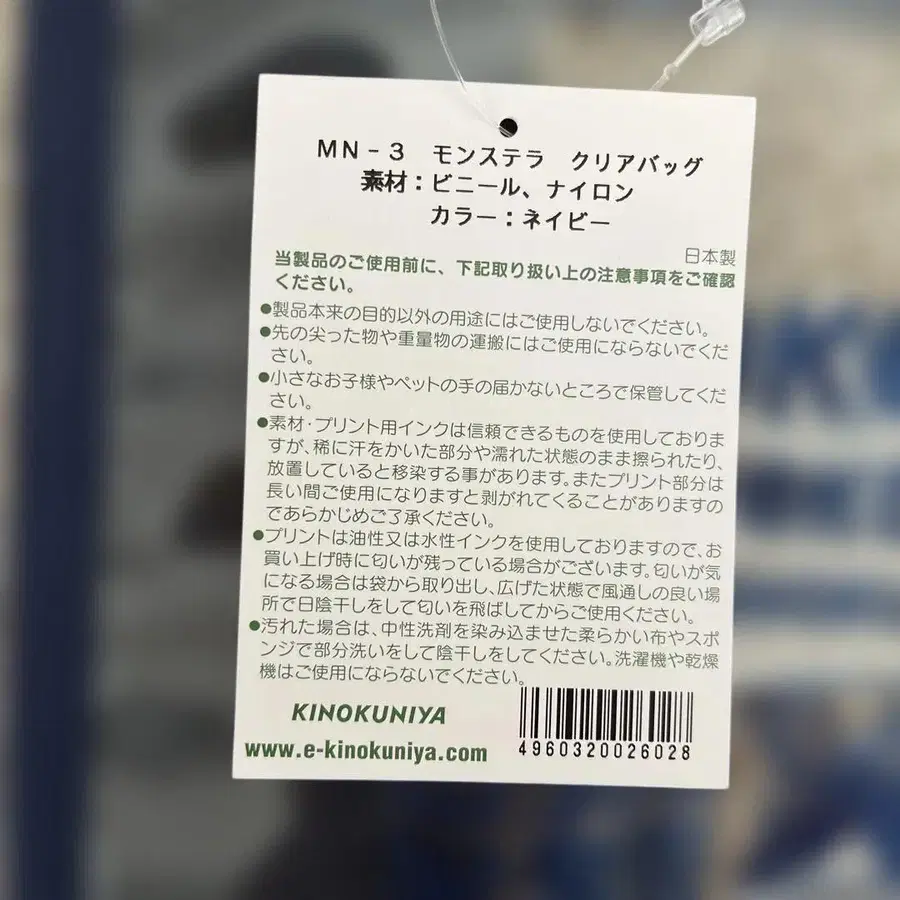 MN-3 モンステラ クリアバッグ
素材：ビニール、ナイロン
カラー：ネイビー
日本製
当製品のご使用前に、下記取り扱い上の注意事項をご確認
ください。
●製品本来の目的以外の用途にはご使用しないでください。
●先の尖った物や重量物の運搬にはご使用にならないでくだ
さい。
●小さなお子様やペットの手の届かないところで保管してくだ
さい。
●素材・プリント用インクは信頼できるものを使用しておりま
すが、稀に汗をかいた部分や濡れた状態のまま擦られたり、
放置していると移染する事があります。またプリント部分は
長い間ご使用になりますと剥がれてくることがありますの
であらかじめご了承ください。
●プリントは油性又は水性インクを使用しておりますので、お
買い上げ時に匂いが残っている場合がございます。匂いが気
になる場合は袋から取り出し、広げた状態で風通しの良い場
所で日陰干しをして匂いを飛ばしてからご使用ください。
●汚れた場合は、中性洗剤を染み込ませた柔らかい布やスポ
ンジで部分洗いをして陰干しをしてください。洗濯機や乾燥
機はご使用にならないでください。
KINOKUNIYA
www.e-kinokuniya.com
4960320026028